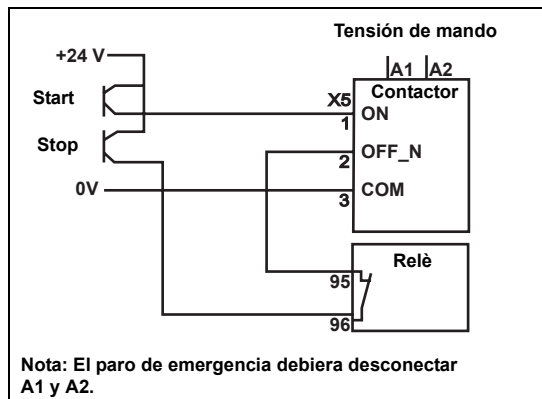 Tensión de mando
+24 V
A1 A2
Start
X5 Contactor
1 ON
Stop
2 OFF_N
0V
3 COM
Relè
95
96
Nota: El paro de emergencia debiera desconectar
A1 y A2.